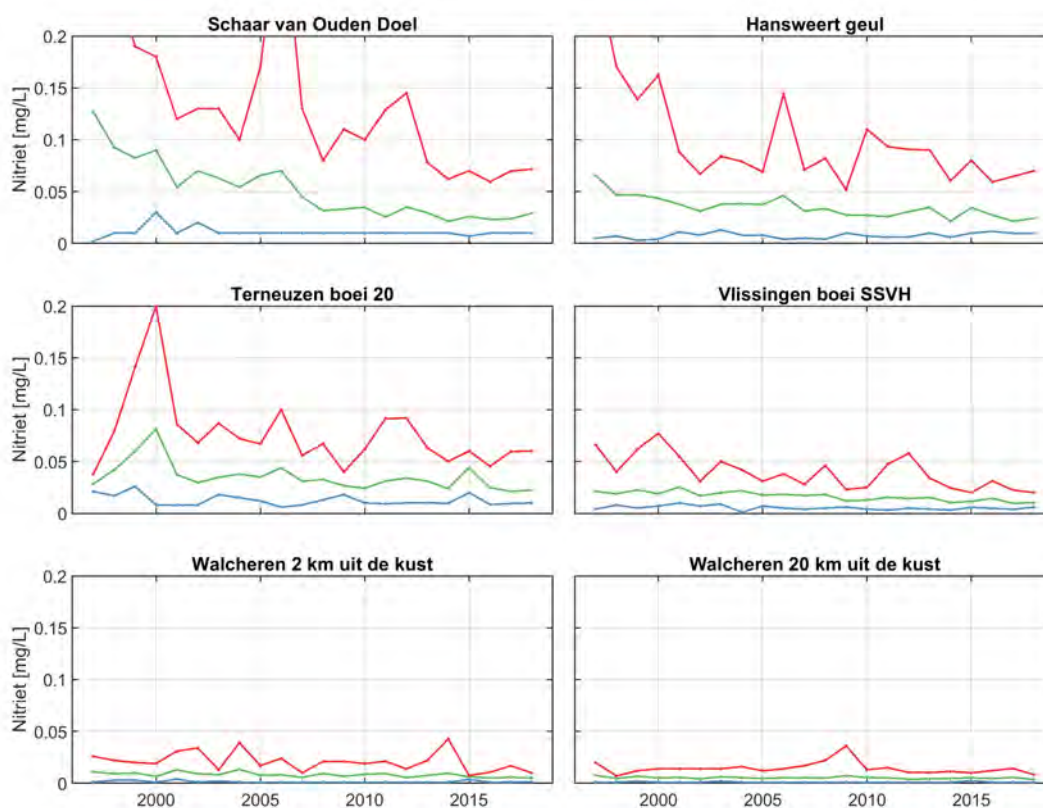 Schaar van Ouden Doel
Hansweert geul
Nitriet [mg/L]
0.2
0.15
0.1
0.05
0
Terneuzen boei 20
Vlissingen boei SSVH
Nitriet [mg/L]
0.2
0.15
0.1
0.05
0
Walcheren 2 km uit de kust
Walcheren 20 km uit de kust
Nitriet [mg/L]
0.2
0.15
0.1
0.05
0
2000 2005 2010 2015
2000 2005 2010 2015